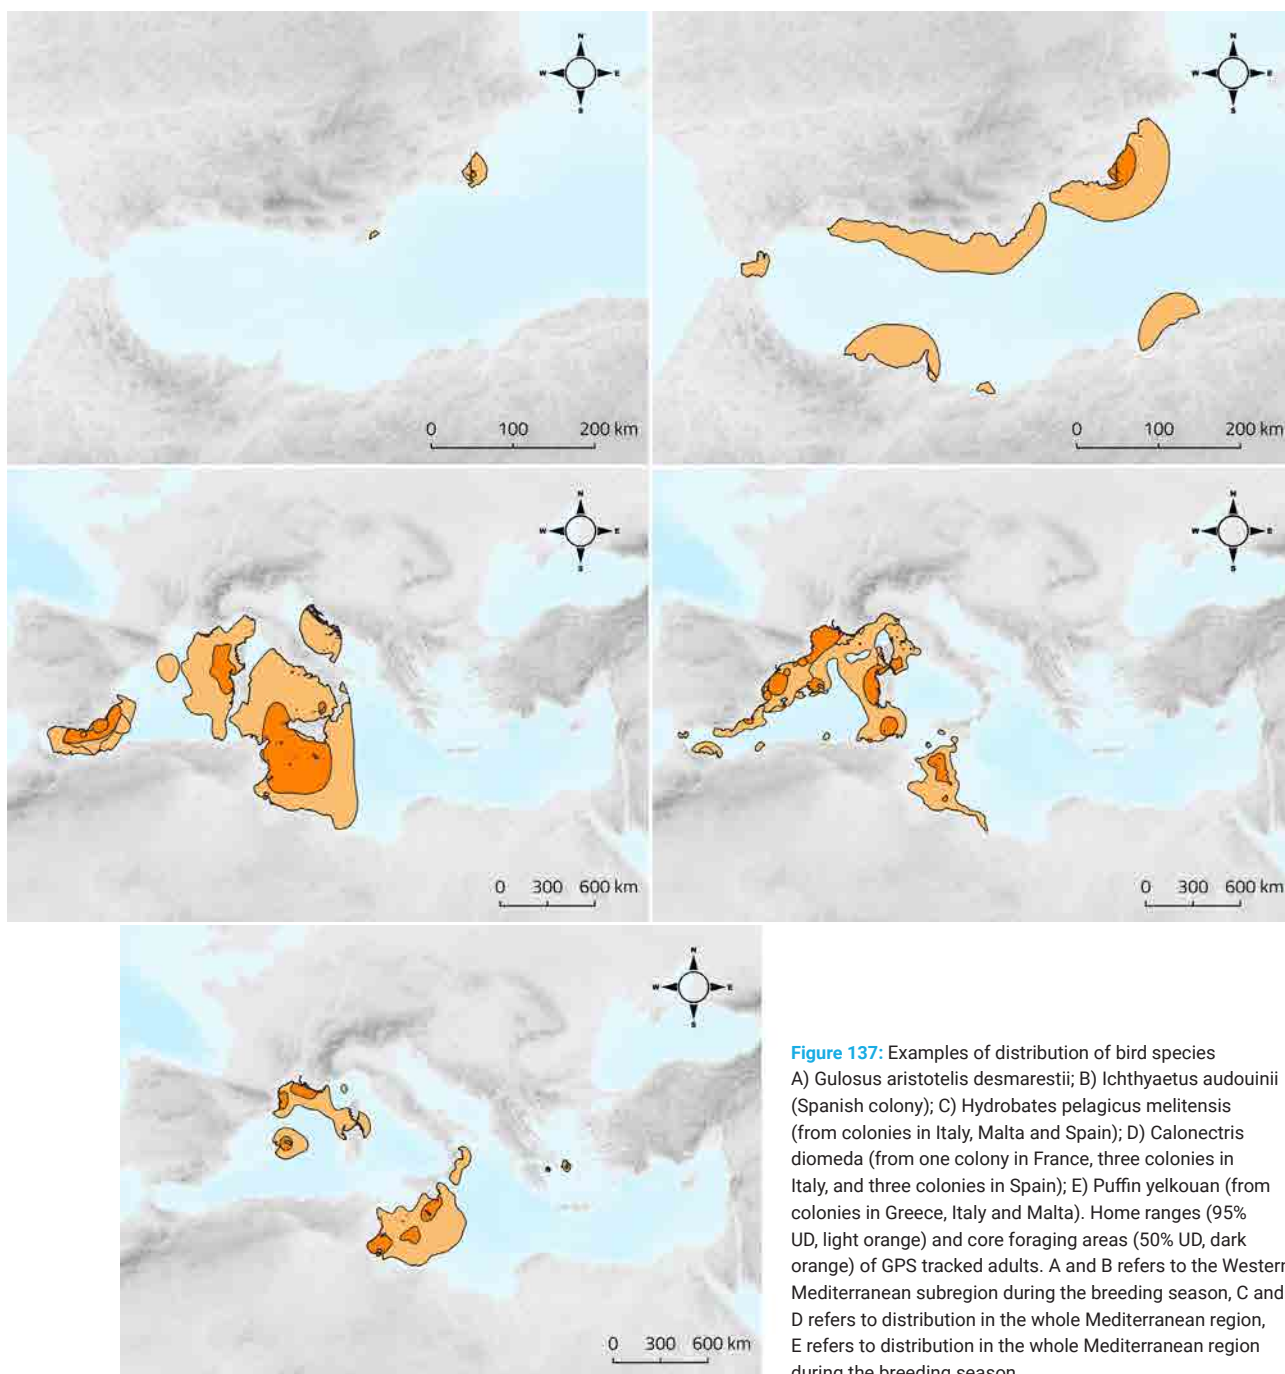 N
W E
S
0 100 200 km
N
W E
S
0 100 200 km
N
W E
S
0 300 600 km
N
W E
S
0 300 600 km
N
W E
S
0 300 600 km
Figure 137: Examples of distribution of bird species
A) Gulosus aristotelis desmarestii; B) Ichthyaetus audouinii
(Spanish colony); C) Hydrobates pelagicus melitensis
(from colonies in Italy, Malta and Spain); D) Calonectris
diomeda (from one colony in France, three colonies in
Italy, and three colonies in Spain); E) Puffin yelkouan (from
colonies in Greece, Italy and Malta). Home ranges (95%
UD, light orange) and core foraging areas (50% UD, dark
orange) of GPS tracked adults. A and B refers to the Western
Mediterranean subregion during the breeding season, C and
D refers to distribution in the whole Mediterranean region,
E refers to distribution in the whole Mediterranean region
during the breeding season